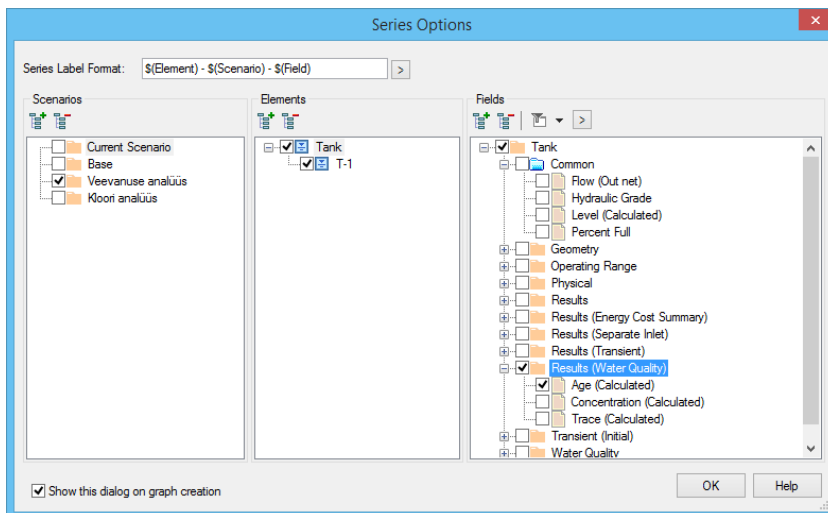 Series Options
Series Label Format: $(Element) - $(Scenario) - $(Field) >
Scenarios
Current Scenario
Base
Veevanuse analüüs
Kloori analüüs
Elements
Tank
T-1
Fields
>
Tank
Common
Flow (Out net)
Hydraulic Grade
Level (Calculated)
Percent Full
Geometry
Operating Range
Physical
Results
Results (Energy Cost Summary)
Results (Separate Inlet)
Results (Transient)
Results (Water Quality)
Age (Calculated)
Concentration (Calculated)
Trace (Calculated)
Transient (Initial)
Water Quality
Show this dialog on graph creation
OK Help